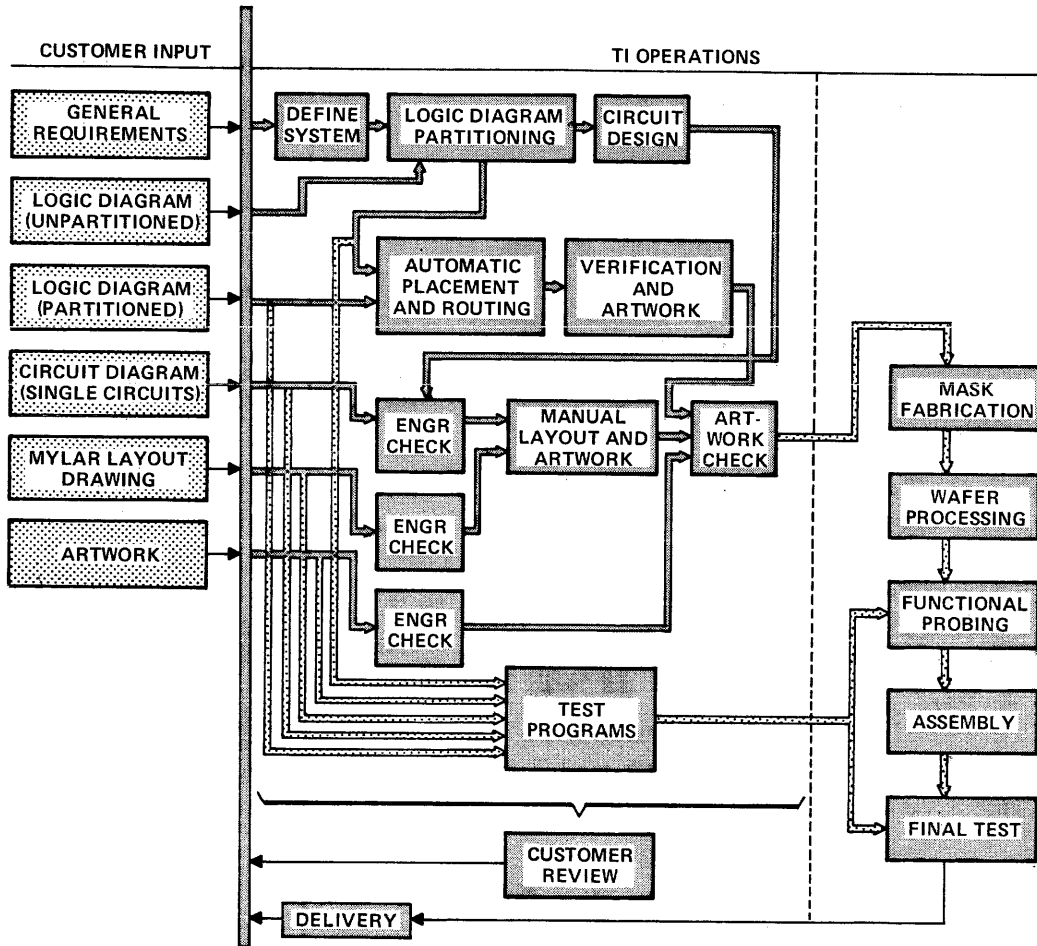 CUSTOMER INPUT
TI OPERATIONS
GENERAL
REQUIREMENTS
DEFINE
SYSTEM
LOGIC DIAGRAM
PARTITIONING
CIRCUIT
DESIGN
LOGIC DIAGRAM
(UNPARTITIONED)
LOGIC DIAGRAM
(PARTITIONED)
AUTOMATIC
PLACEMENT
AND ROUTING
VERIFICATION
AND
ARTWORK
CIRCUIT DIAGRAM
(SINGLE CIRCUITS)
ENGR
CHECK
MANUAL
LAYOUT AND
ARTWORK
ART-
WORK
CHECK
MASK
FABRICATION
MYLAR LAYOUT
DRAWING
ENGR
CHECK
WAFER
PROCESSING
ARTWORK
ENGR
CHECK
FUNCTIONAL
PROBING
TEST
PROGRAMS
ASSEMBLY
FINAL TEST
CUSTOMER
REVIEW
DELIVERY